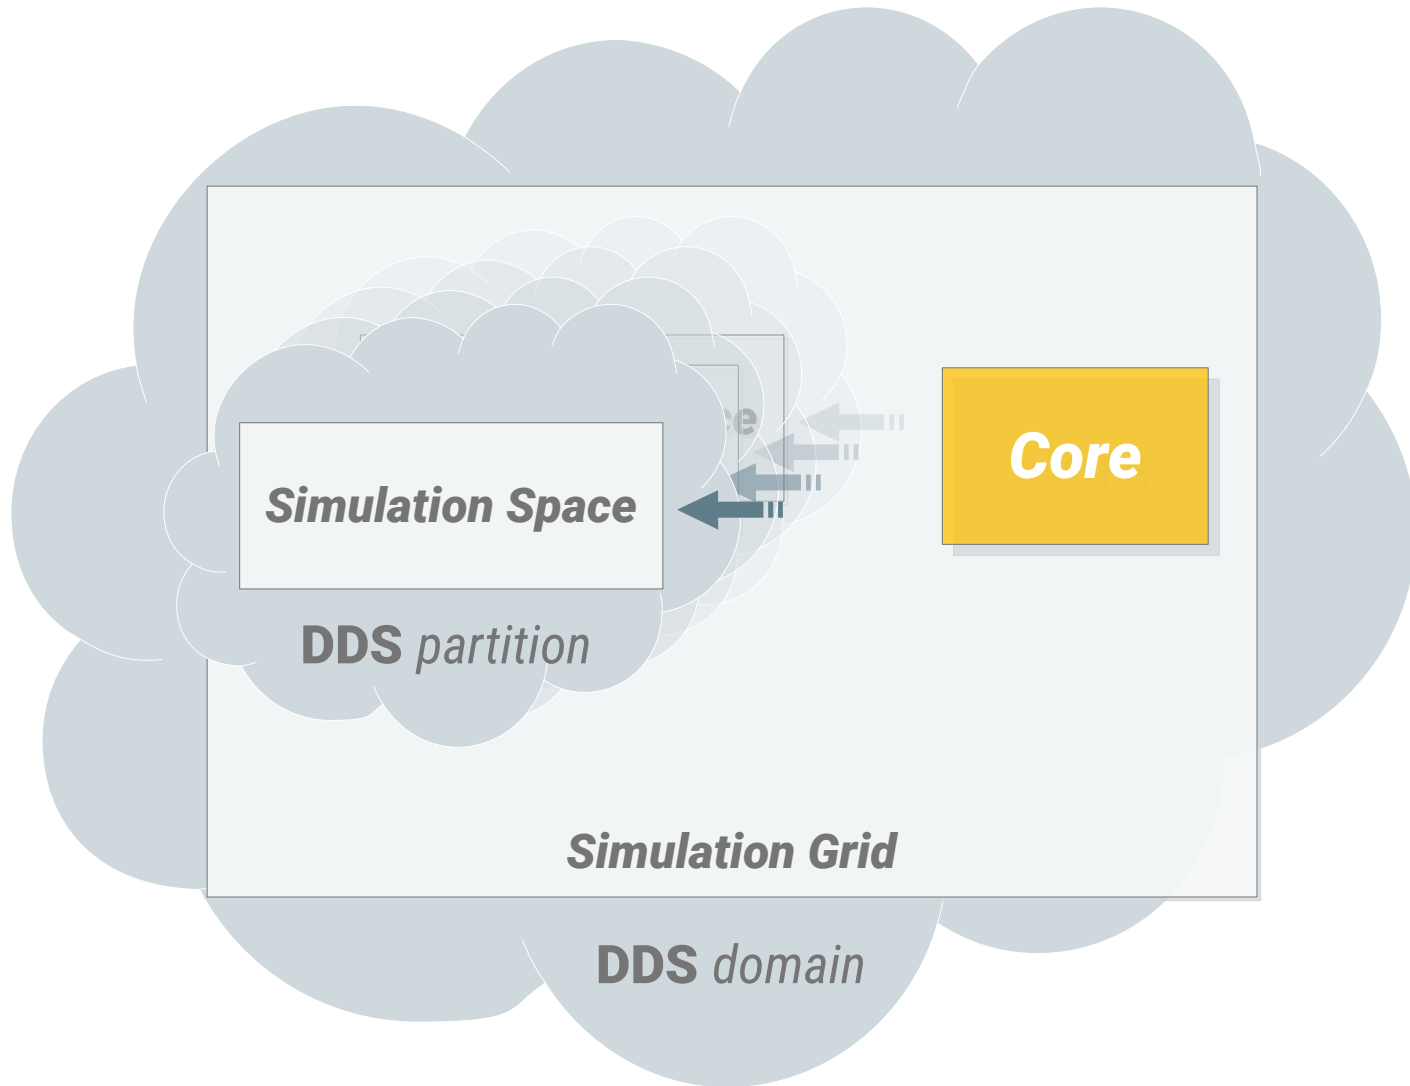 Core
Simulation Space
DDS partition
Simulation Grid
DDS domain